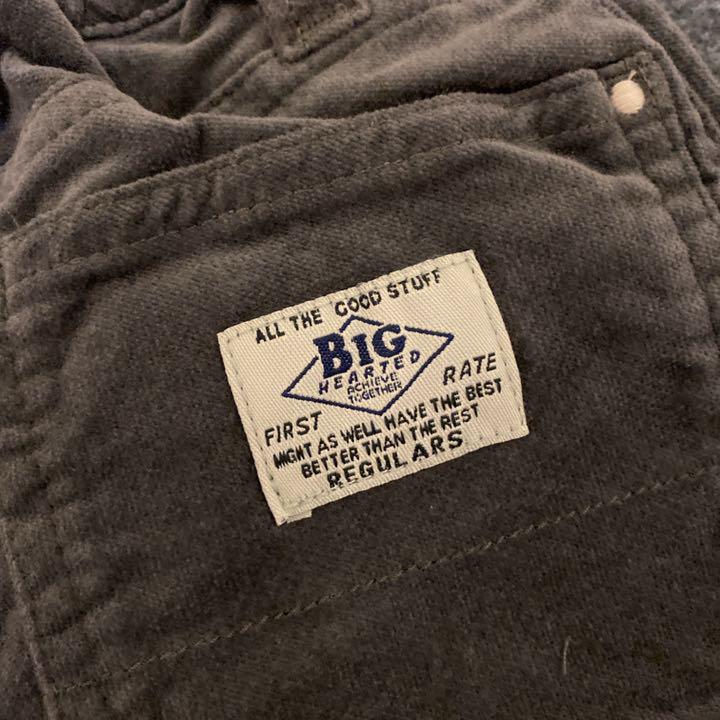 ALL THE GOOD STUFF
BIG
HEARTED
ACHIEVE
TOGETHER
FIRST RATE
MIGHT AS WELL HAVE THE BEST
BETTER THAN THE REST
REGULARS